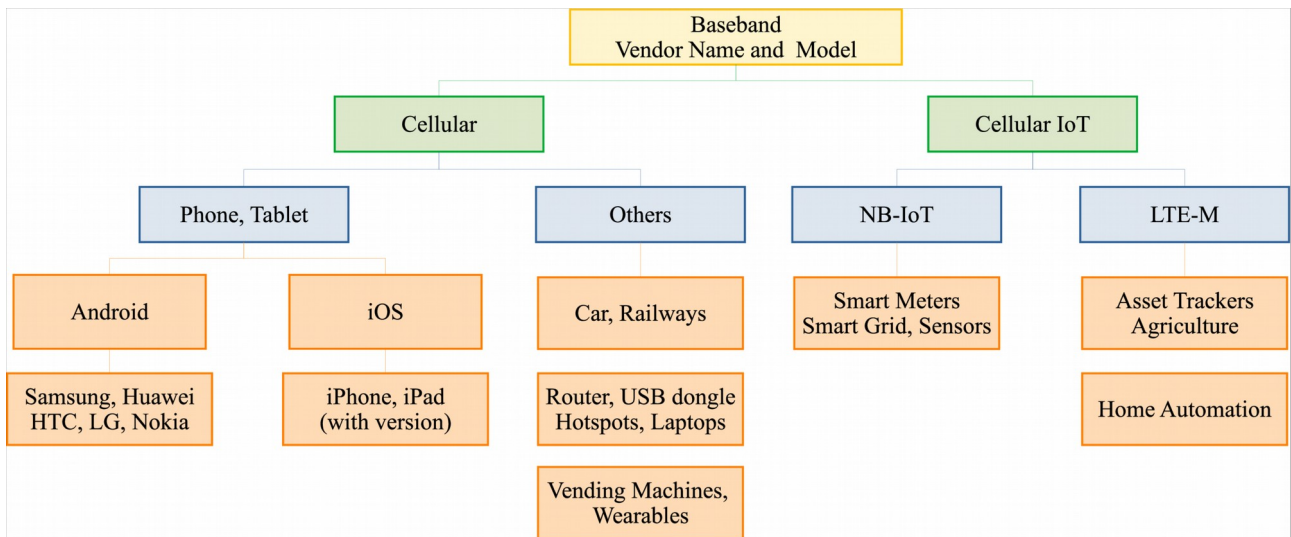 Baseband
Vendor Name and Model
Cellular
Cellular IoT
Phone, Tablet
Others
NB-IoT
LTE-M
Android
iOS
Car, Railways
Smart Meters
Smart Grid, Sensors
Asset Trackers
Agriculture
Samsung, Huawei
HTC, LG, Nokia
iPhone, iPad
(with version)
Router, USB dongle
Hotspots, Laptops
Home Automation
Vending Machines,
Wearables